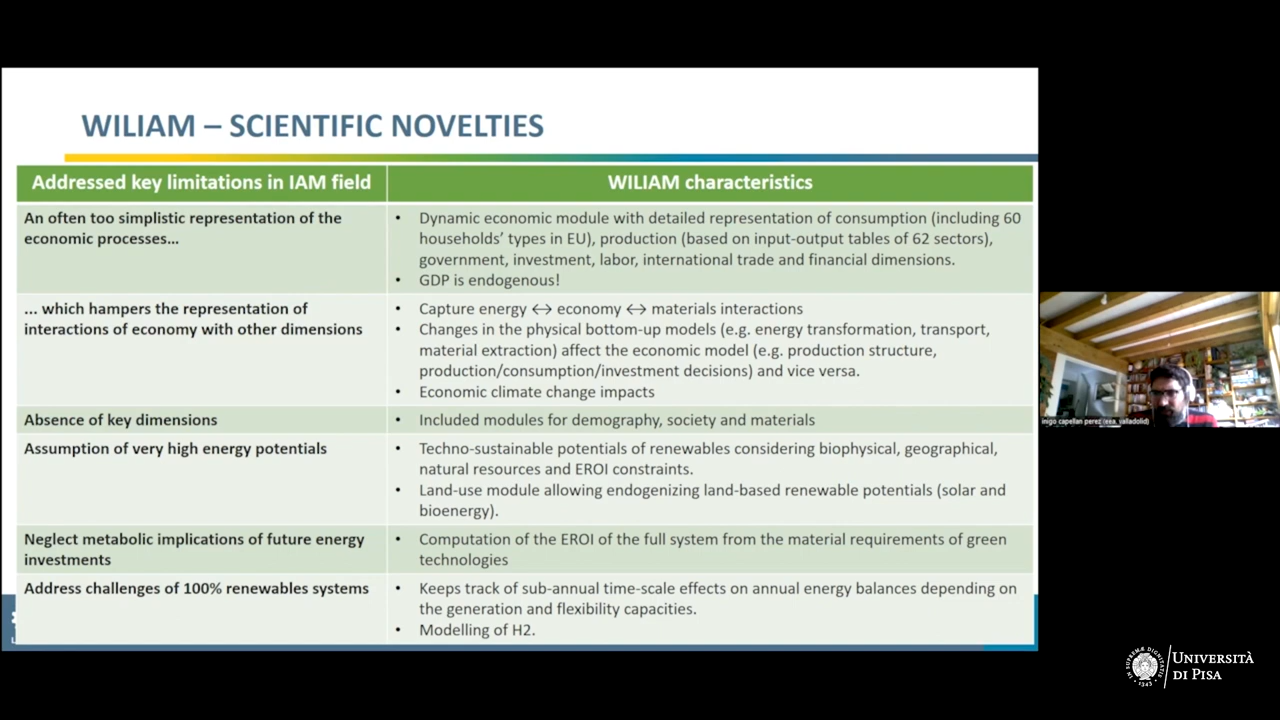 WILIAM – SCIENTIFIC NOVELTIES
Addressed key limitations in IAM field
WILIAM characteristics
An often too simplistic representation of the
economic processes...
• Dynamic economic module with detailed representation of consumption (including 60
households' types in EU), production (based on input-output tables of 62 sectors),
government, investment, labor, international trade and financial dimensions.
• GDP is endogenous!
... which hampers the representation of
interactions of economy with other dimensions
• Capture energy ↔ economy ↔ materials interactions
• Changes in the physical bottom-up models (e.g. energy transformation, transport,
material extraction) affect the economic model (e.g. production structure,
production/consumption/investment decisions) and vice versa.
• Economic climate change impacts
Absence of key dimensions
• Included modules for demography, society and materials
Assumption of very high energy potentials
• Techno-sustainable potentials of renewables considering biophysical, geographical,
natural resources and EROI constraints.
• Land-use module allowing endogenizing land-based renewable potentials (solar and
bioenergy).
Neglect metabolic implications of future energy
investments
• Computation of the EROI of the full system from the material requirements of green
technologies
Address challenges of 100% renewables systems
• Keeps track of sub-annual time-scale effects on annual energy balances depending on
the generation and flexibility capacities.
• Modelling of H2.
inigo capellan perez (eea, valladolid)
IN SUPREMÆ DIGNITATIS
1343
UNIVERSITÀ
DI PISA